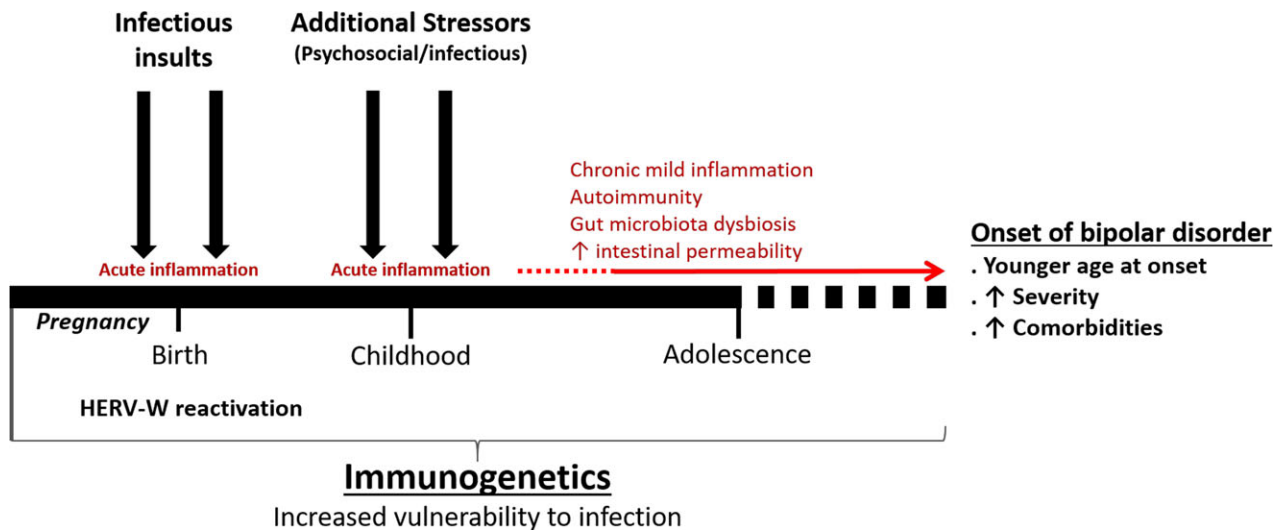 Infectious
insults
Additional Stressors
(Psychosocial/infectious)
Chronic mild inflammation
Autoimmunity
Gut microbiota dysbiosis
↑ intestinal permeability
Acute inflammation
Acute inflammation
Onset of bipolar disorder
. Younger age at onset
. ↑ Severity
. ↑ Comorbidities
Pregnancy
Birth
Childhood
Adolescence
HERV-W reactivation
Immunogenetics
Increased vulnerability to infection